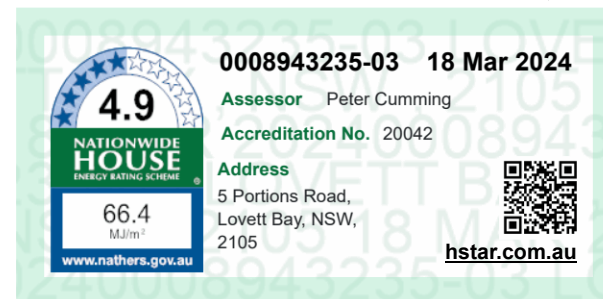 0008943235-03 18 Mar 2024
4.9
NATIONWIDE
HOUSE
ENERGY RATING SCHEME ®
66.4
MJ/m²
www.nathers.gov.au
Assessor Peter Cumming
Accreditation No. 20042
Address
5 Portions Road,
Lovett Bay, NSW,
2105
hstar.com.au